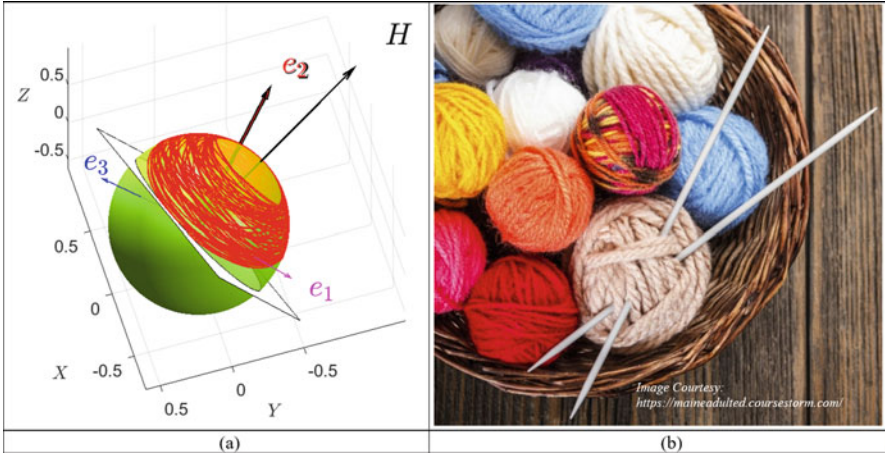 H
e₂
e₃
e₁
Z
0.5
0
-0.5
0.5
0
-0.5
X
0.5
0
-0.5
Y
Image Courtesy:
https://maineadulted.coursestorm.com/
(a)
(b)